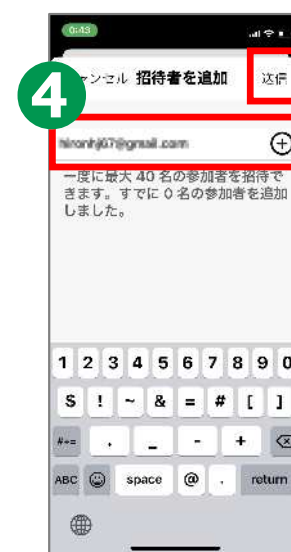 0:43
4
キャンセル 招待者を追加 送信
一度に最大 40 名の参加者を招待で
きます。すでに 0 名の参加者を追加
しました。
1 2 3 4 5 6 7 8 9 0
$ ! ~ & = # [ ]
#+= . _ - +
ABC space @ . return